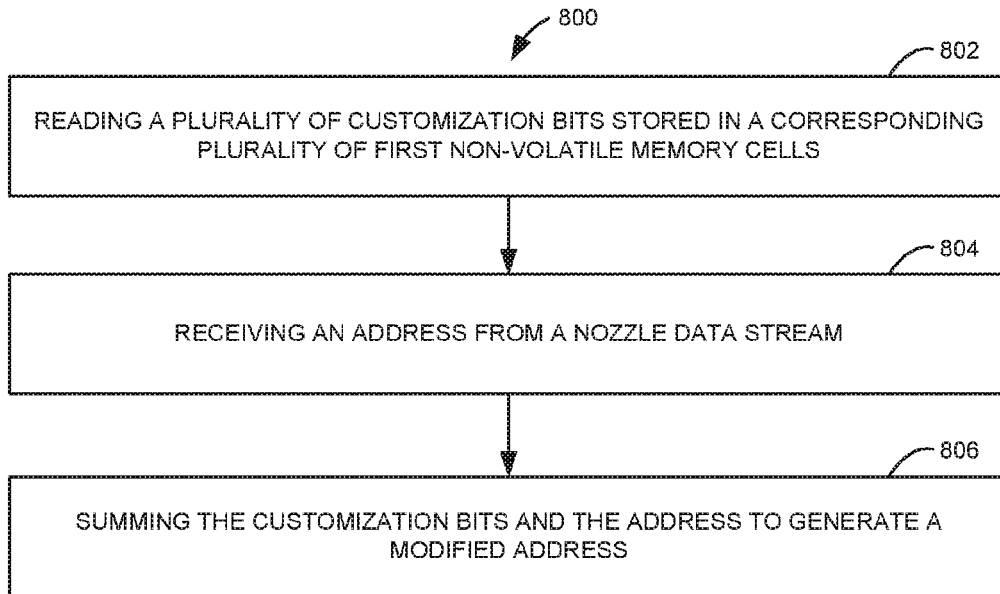 800
802
READING A PLURALITY OF CUSTOMIZATION BITS STORED IN A CORRESPONDING
PLURALITY OF FIRST NON-VOLATILE MEMORY CELLS
804
RECEIVING AN ADDRESS FROM A NOZZLE DATA STREAM
806
SUMMING THE CUSTOMIZATION BITS AND THE ADDRESS TO GENERATE A
MODIFIED ADDRESS